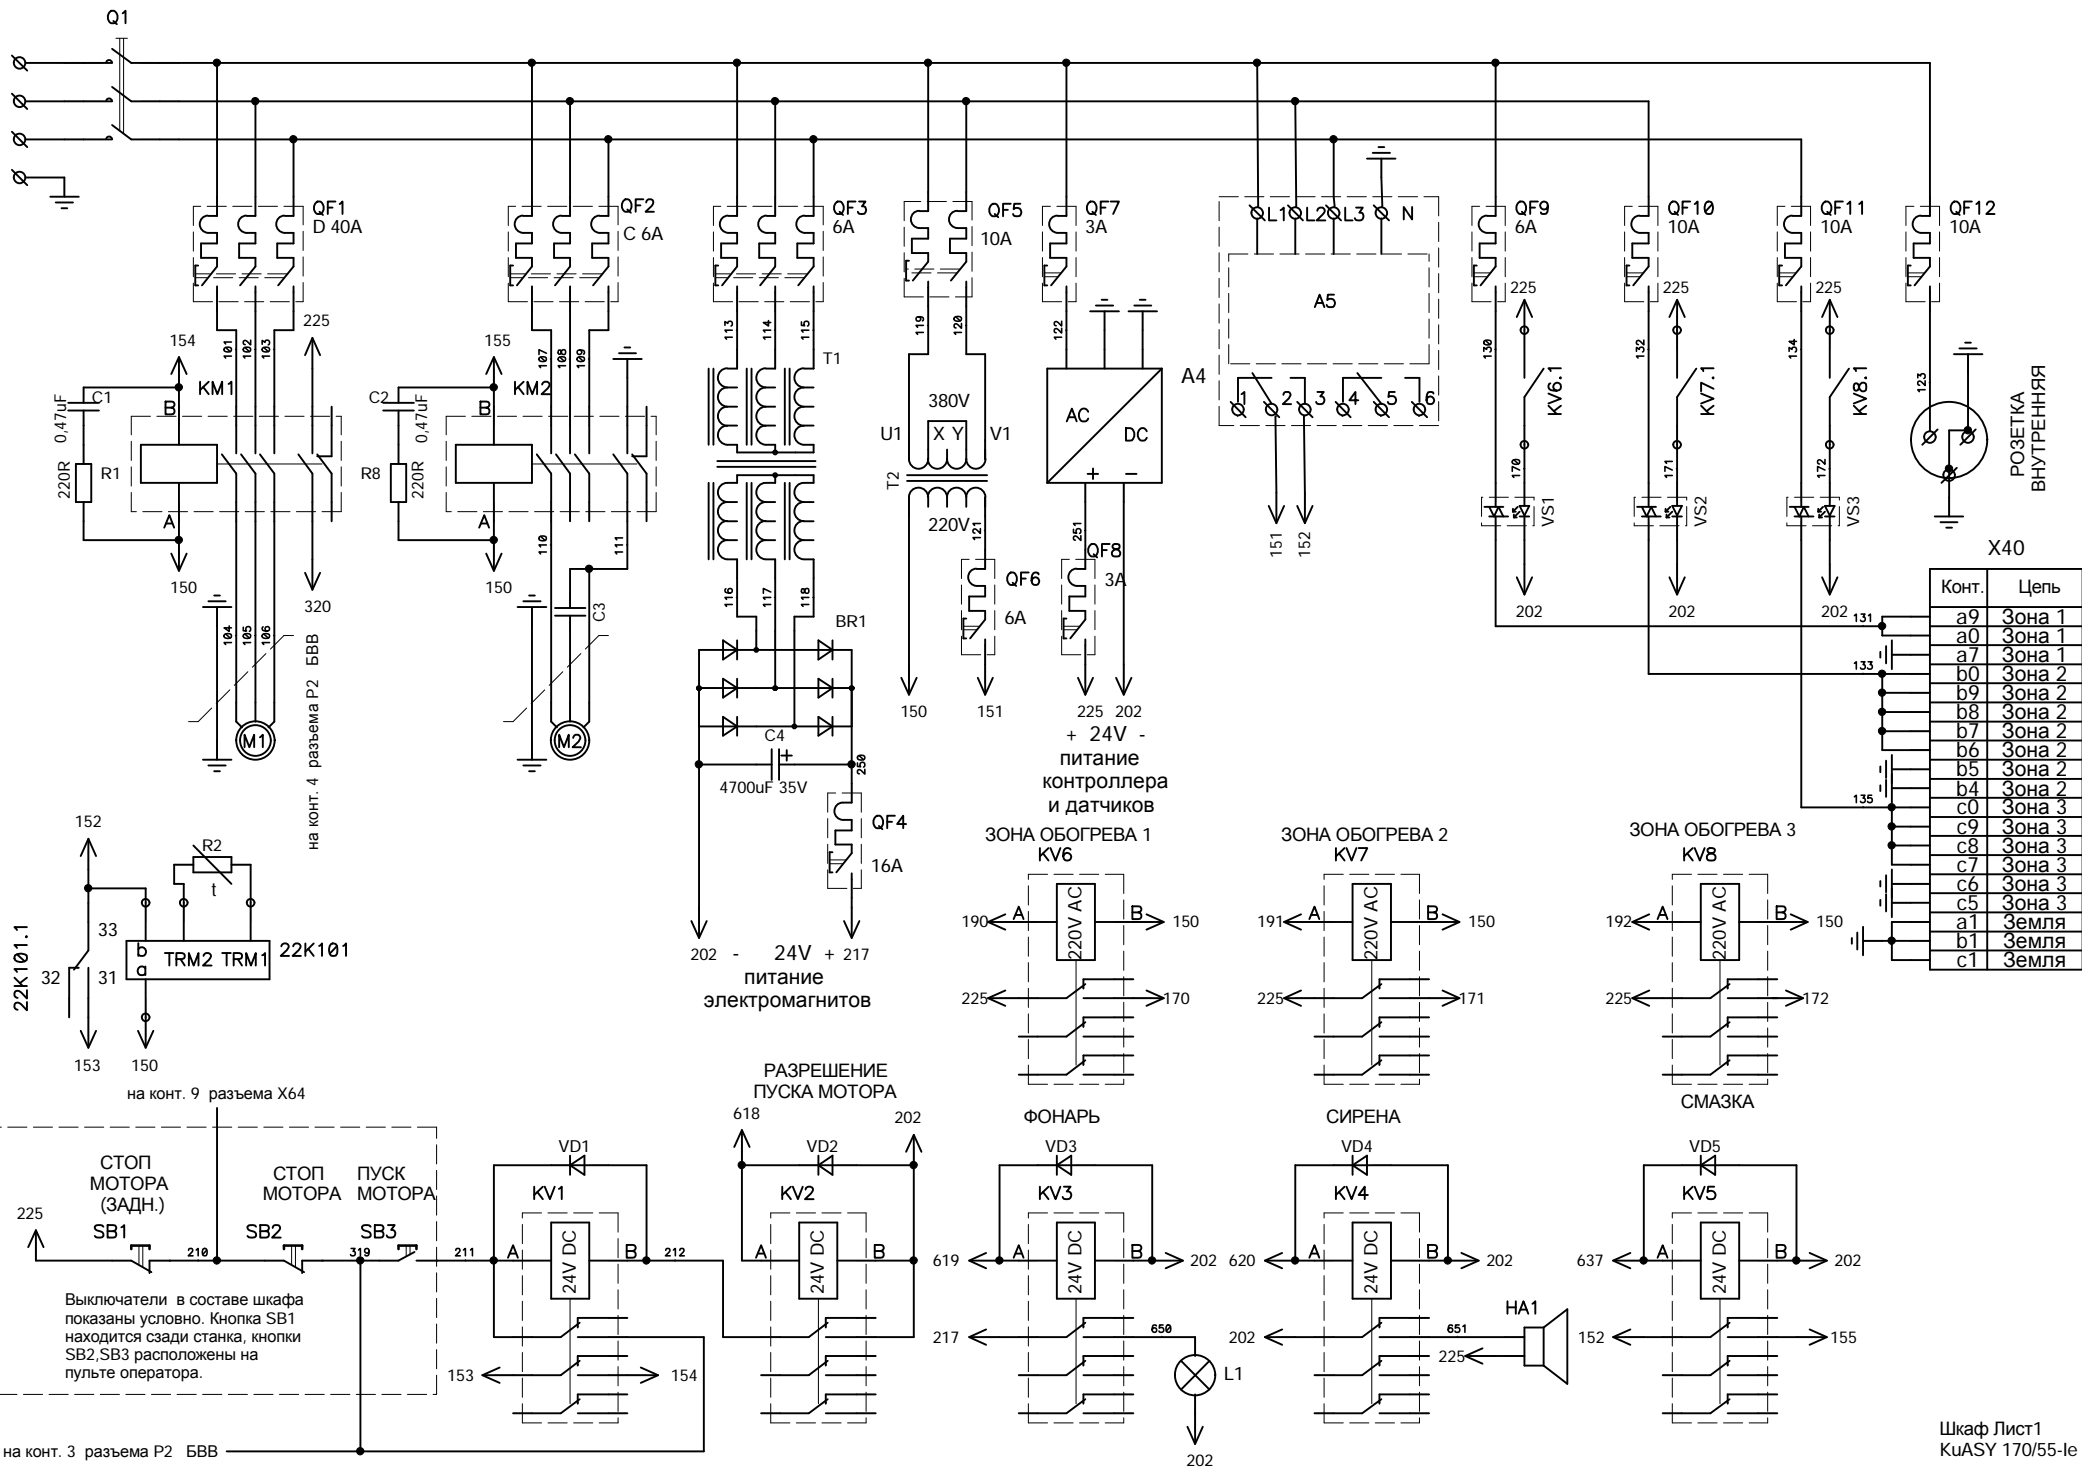 Q1
QF1
D 40A
QF2
C 6A
QF3
6A
QF5
10A
QF7
3A
L1 L2 L3 N
QF9
6A
QF10
10A
QF11
10A
QF12
10A
A5
A4
1 2 3 4 5 6
225
225
225
225
154
155
101
102
103
107
108
109
113
114
115
119
120
122
130
132
134
123
T1
KM1
KM2
C1
0,47uF
C2
0,47uF
B
B
R1
220R
R8
220R
A
A
150
150
320
380V
U1 X Y V1
T2
220V
121
AC
DC
+ −
251
QF8
3A
151
152
KV6.1
KV7.1
KV8.1
170
171
172
VS1
VS2
VS3
202
202
202
РОЗЕТКА
ВНУТРЕННЯЯ
110
111
104
105
106
C3
116
117
118
QF6
6A
BR1
M1
M2
на конт. 4 разъема P2 БВВ
C4
+
4700uF 35V
250
150
151
225 202
+ 24V -
питание
контроллера
и датчиков
131
133
135
X40
Конт. Цепь
a9 Зона 1
a0 Зона 1
a7 Зона 1
b0 Зона 2
b9 Зона 2
b8 Зона 2
b7 Зона 2
b6 Зона 2
b5 Зона 2
b4 Зона 2
c0 Зона 3
c9 Зона 3
c8 Зона 3
c7 Зона 3
c6 Зона 3
c5 Зона 3
a1 Земля
b1 Земля
c1 Земля
QF4
16A
202 - 24V + 217
питание
электромагнитов
152
R2
t
22K101.1
33
32
31
b
a
TRM2 TRM1
22K101
153
150
ЗОНА ОБОГРЕВА 1
KV6
190 A 220V AC B 150
225 170
ЗОНА ОБОГРЕВА 2
KV7
191 A 220V AC B 150
225 171
ЗОНА ОБОГРЕВА 3
KV8
192 A 220V AC B 150
225 172
на конт. 9 разъема X64
СТОП
МОТОРА
(ЗАДН.)
СТОП
МОТОРА
ПУСК
МОТОРА
225
SB1
210
SB2
319
SB3
211
Выключатели в составе шкафа
показаны условно. Кнопка SB1
находится сзади станка, кнопки
SB2,SB3 расположены на
пульте оператора.
VD1
KV1
A 24V DC B
212
153
154
РАЗРЕШЕНИЕ
ПУСКА МОТОРА
618
202
VD2
KV2
A 24V DC B
ФОНАРЬ
VD3
KV3
619 A 24V DC B 202
217
650
L1
202
СИРЕНА
VD4
KV4
620 A 24V DC B 202
202
651
225
HA1
СМАЗКА
VD5
KV5
637 A 24V DC B 202
152
155
на конт. 3 разъема P2 БВВ
Шкаф Лист1
KuASY 170/55-Ie